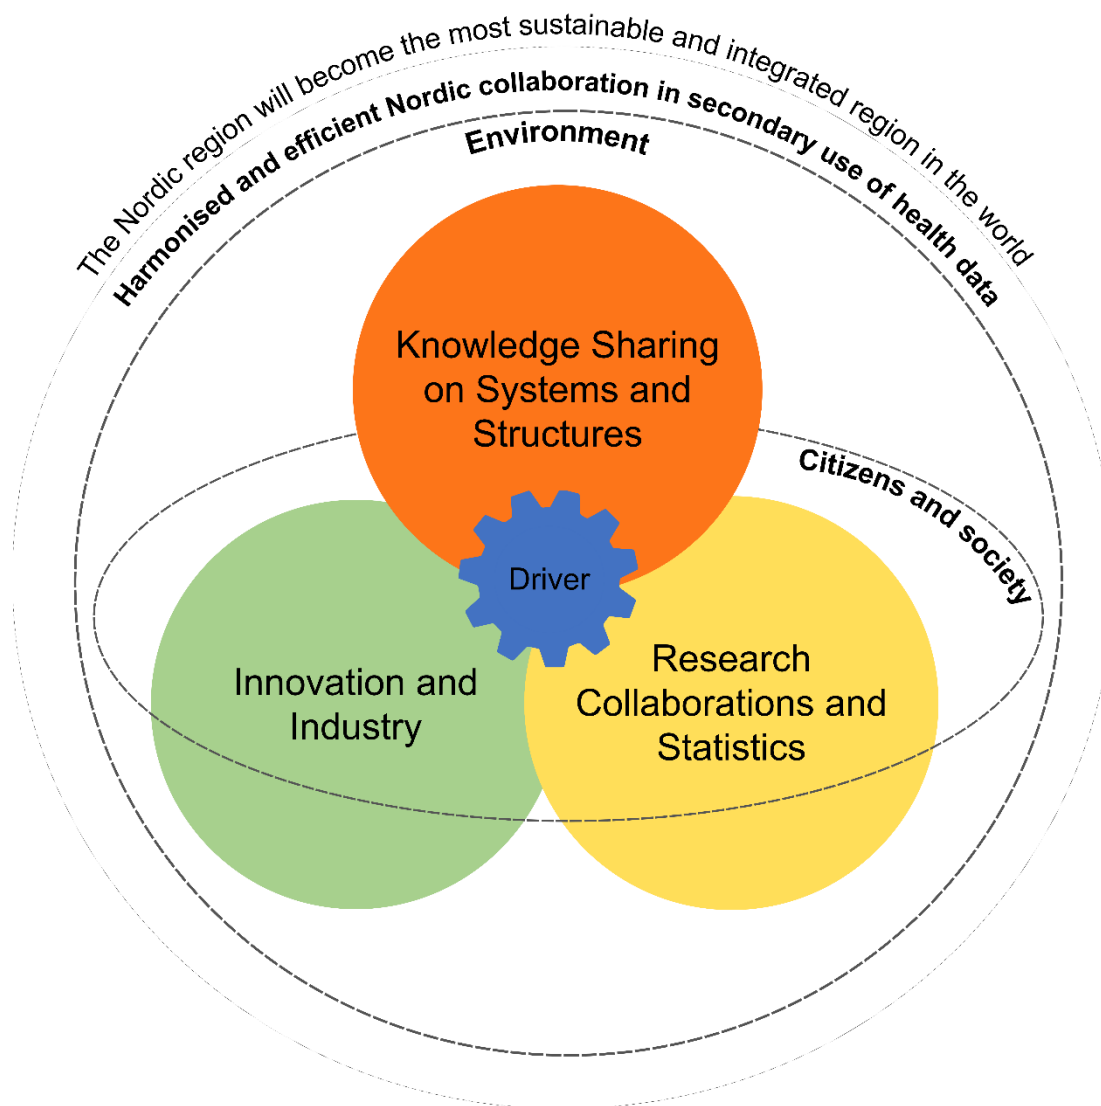 The Nordic region will become the most sustainable and integrated region in the world
Harmonised and efficient Nordic collaboration in secondary use of health data
Environment
Knowledge Sharing
on Systems and
Structures
Citizens and society
Driver
Innovation and
Industry
Research
Collaborations and
Statistics